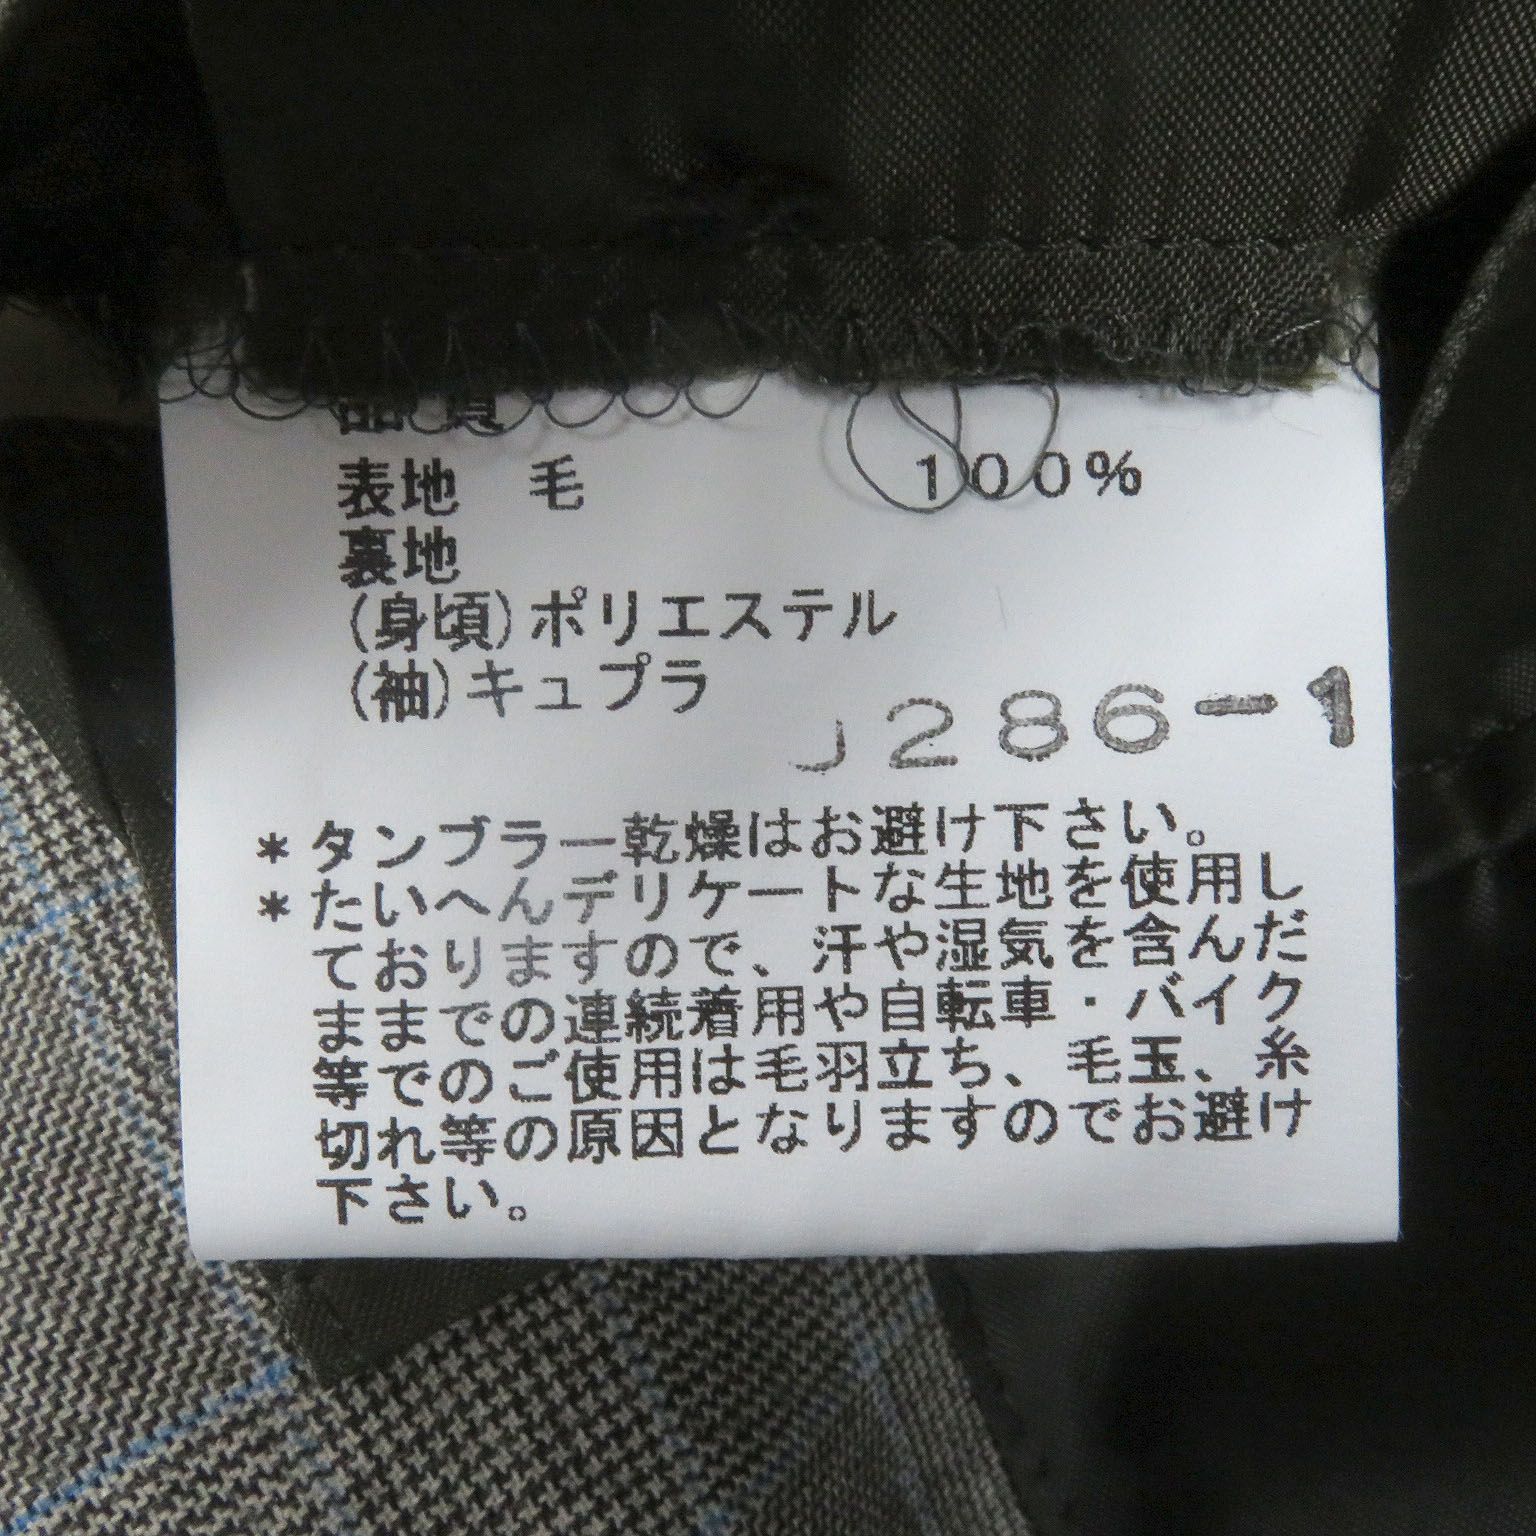 品質
表地 毛 100%
裏地
(身頃)ポリエステル
(袖)キュプラ
J286-1
*タンブラー乾燥はお避け下さい。
*たいへんデリケートな生地を使用し
ておりますので、汗や湿気を含んだ
ままでの連続着用や自転車・バイク
等でのご使用は毛羽立ち、毛玉、糸
切れ等の原因となりますのでお避け
下さい。